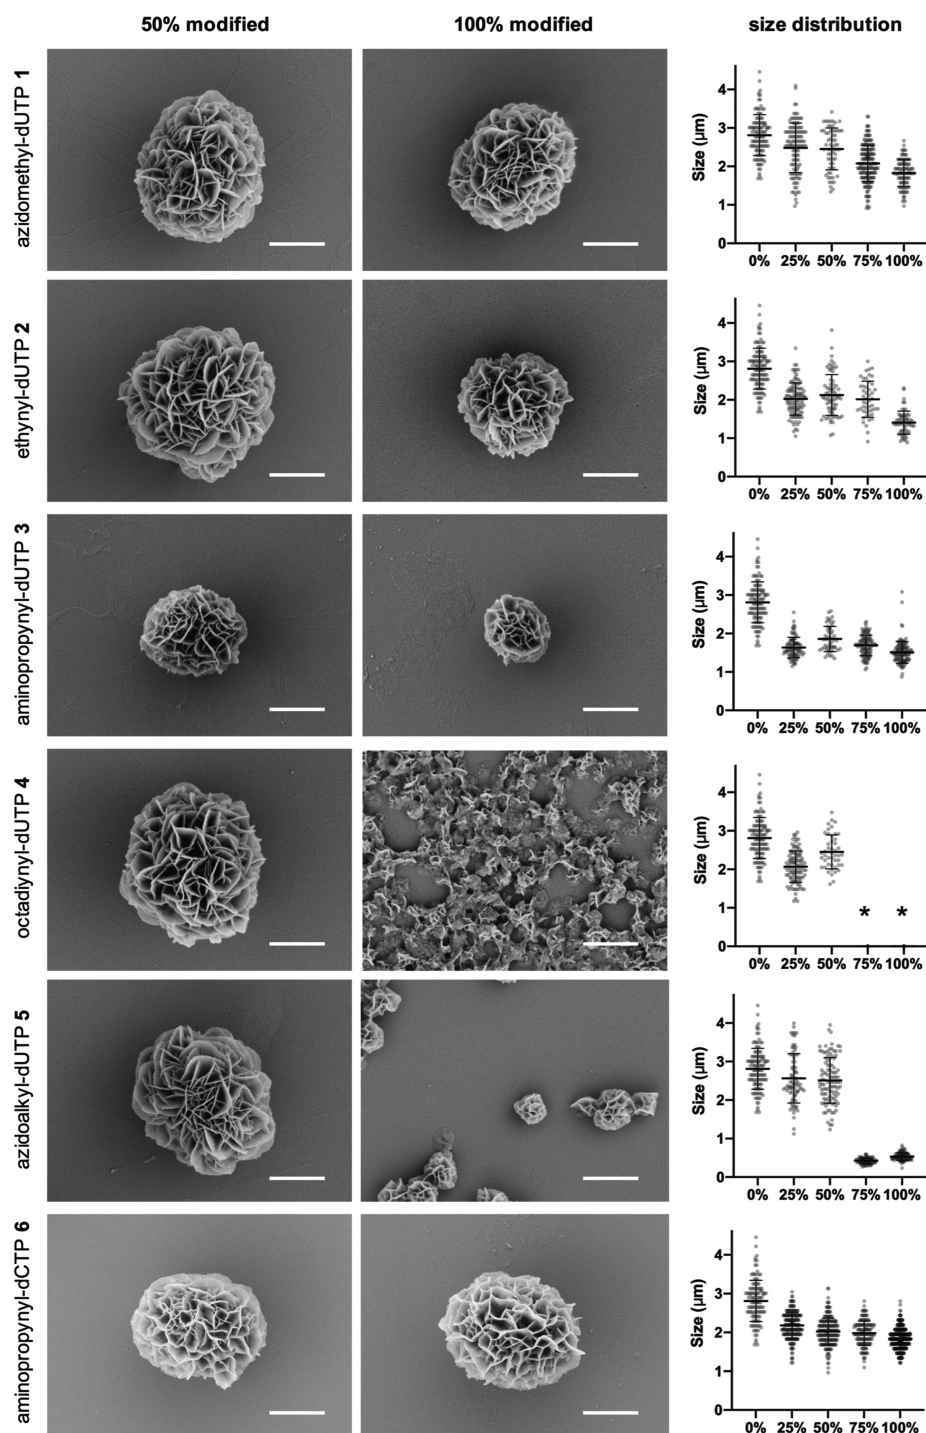 50% modified 100% modified size distribution
azidomethyl-dUTP 1
Size (µm)
4
3
2
1
0
0% 25% 50% 75% 100%
ethynyl-dUTP 2
Size (µm)
4
3
2
1
0
0% 25% 50% 75% 100%
aminopropynyl-dUTP 3
Size (µm)
4
3
2
1
0
0% 25% 50% 75% 100%
octadiynyl-dUTP 4
Size (µm)
4
3
2
1
0
* *
0% 25% 50% 75% 100%
azidoalkyl-dUTP 5
Size (µm)
4
3
2
1
0
0% 25% 50% 75% 100%
aminopropynyl-dCTP 6
Size (µm)
4
3
2
1
0
0% 25% 50% 75% 100%